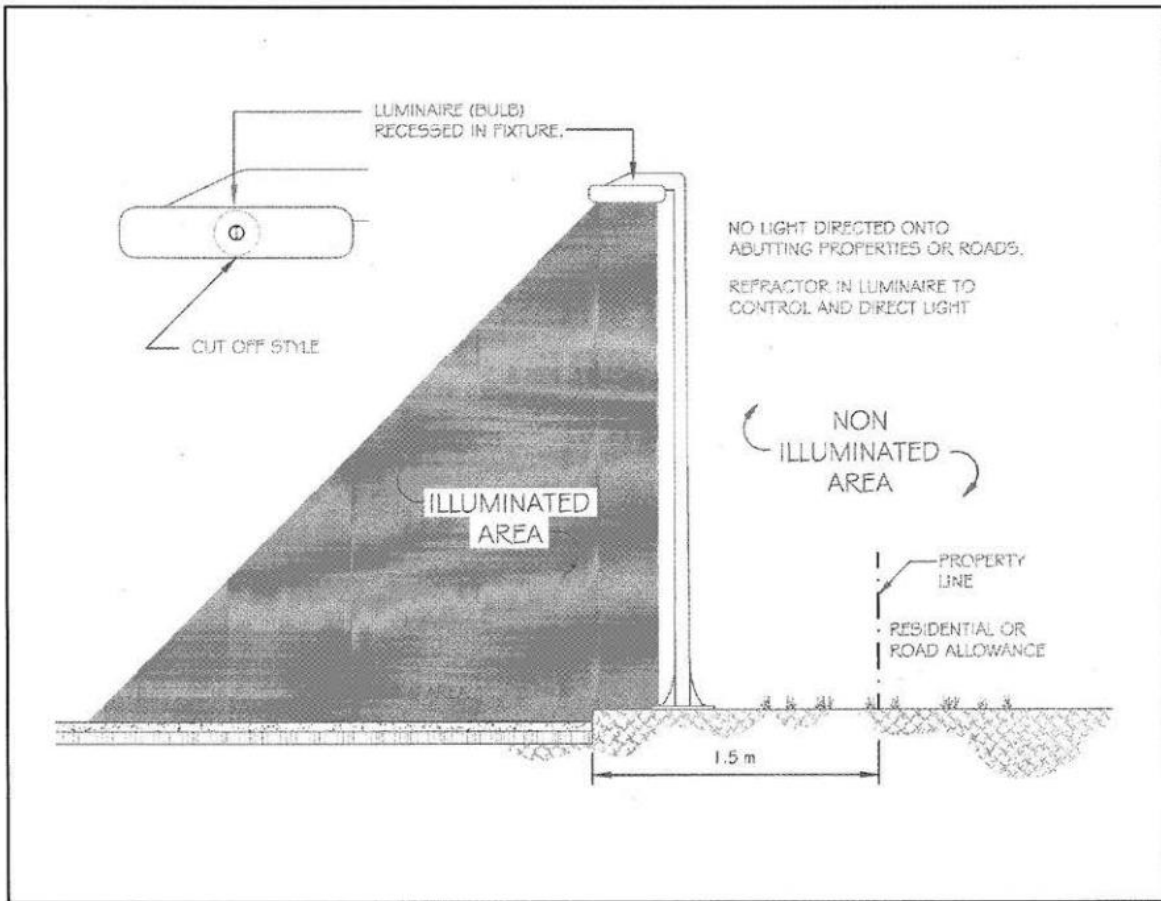 LUMINAIRE (BULB)
RECESSED IN FIXTURE.
CUT OFF STYLE
NO LIGHT DIRECTED ONTO
ABUTTING PROPERTIES OR ROADS.
REFRACTOR IN LUMINAIRE TO
CONTROL AND DIRECT LIGHT
NON
ILLUMINATED
AREA
ILLUMINATED
AREA
PROPERTY
LINE
RESIDENTIAL OR
ROAD ALLOWANCE
AREA
1.5 m